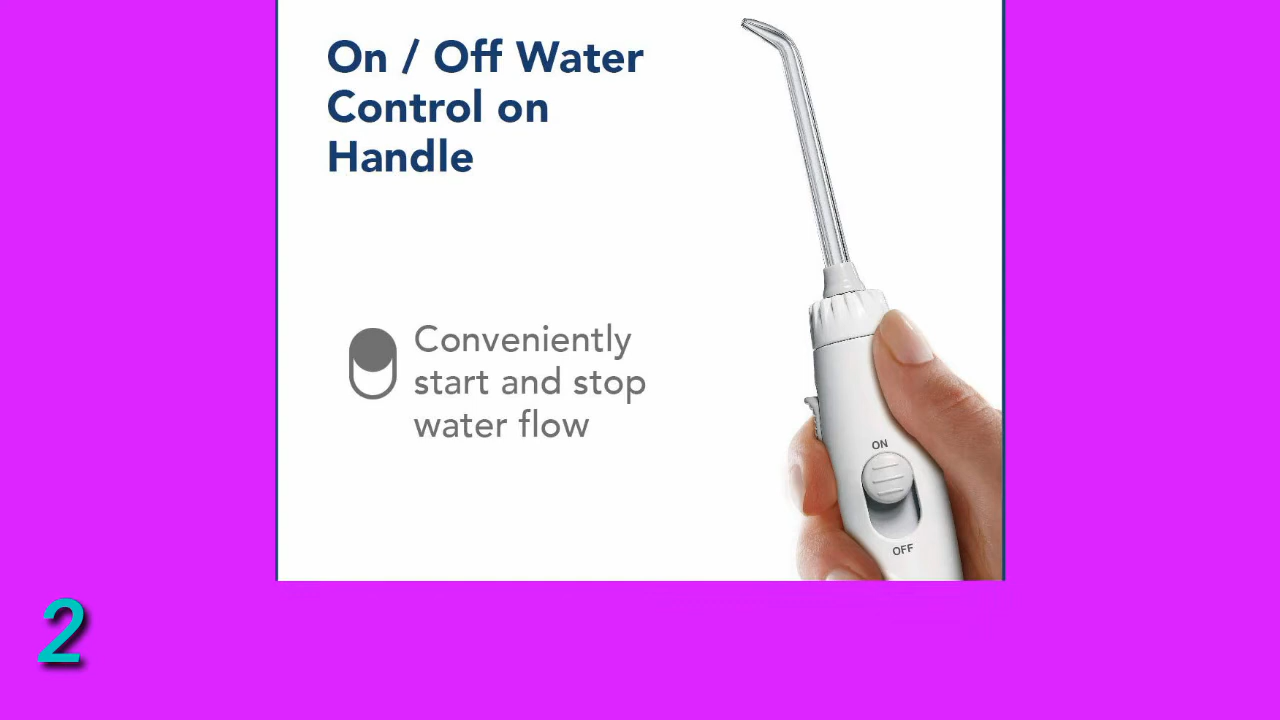 On / Off Water
Control on
Handle
Conveniently
start and stop
water flow
ON
OFF
2